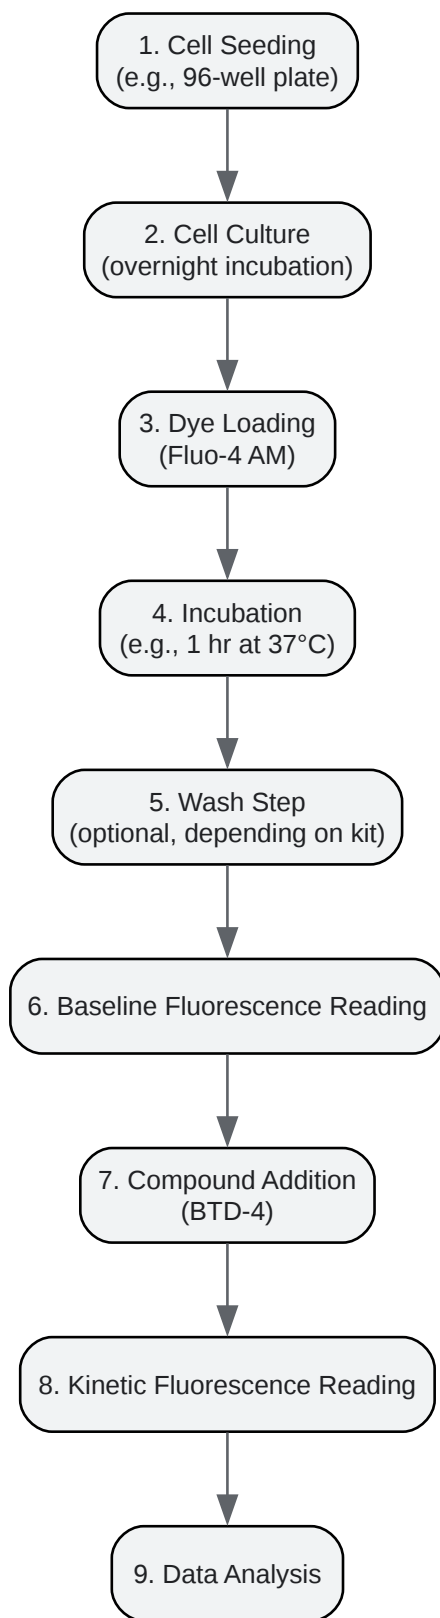 1. Cell Seeding
(e.g., 96-well plate)
2. Cell Culture
(overnight incubation)
3. Dye Loading
(Fluo-4 AM)
4. Incubation
(e.g., 1 hr at 37°C)
5. Wash Step
(optional, depending on kit)
6. Baseline Fluorescence Reading
7. Compound Addition
(BTD-4)
8. Kinetic Fluorescence Reading
9. Data Analysis